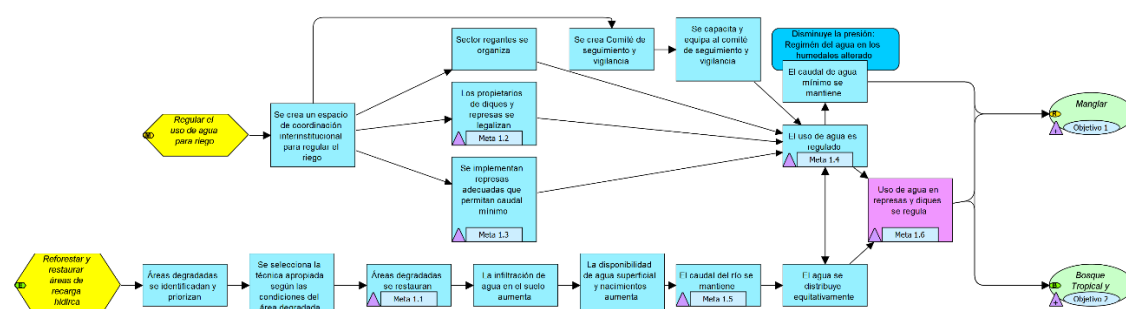 Regular el
uso de agua
para riego
Se crea un espacio
de coordinación
interinstitucional
para regular el
riego
Sector regantes se
organiza
Los propietarios
de diques y
represas se
legalizan
Meta 1.2
Se implementan
represas
adecuadas que
permitan caudal
mínimo
Meta 1.3
Se crea Comité de
seguimiento y
vigilancia
Se capacita y
equipa al comité
de seguimiento y
vigilancia
Disminuye la presión:
Regimén del agua en los
humedales alterado
El caudal de agua
mínimo se
mantiene
El uso de agua es
regulado
Meta 1.4
Uso de agua en
represas y diques
se regula
Meta 1.6
Manglar
Objetivo 1
Reforestar y
restaurar
áreas de
recarga
hídirca
Áreas degradadas
se identificadan y
priorizan
Se selecciona la
técnica apropiada
según las
condiciones del
área degradada
Áreas degradadas
se restauran
Meta 1.1
La infiltración de
agua en el suelo
aumenta
La disponibilidad
de agua superficial
y nacimientos
aumenta
El caudal del río se
mantiene
Meta 1.5
El agua se
distribuye
equitativamente
Bosque
Tropical y
Objetivo 2